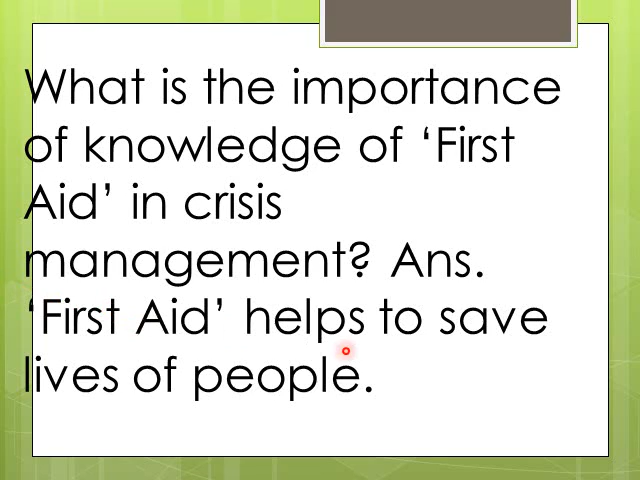 What is the importance
of knowledge of ‘First
Aid’ in crisis
management? Ans.
‘First Aid’ helps to save
lives of people.